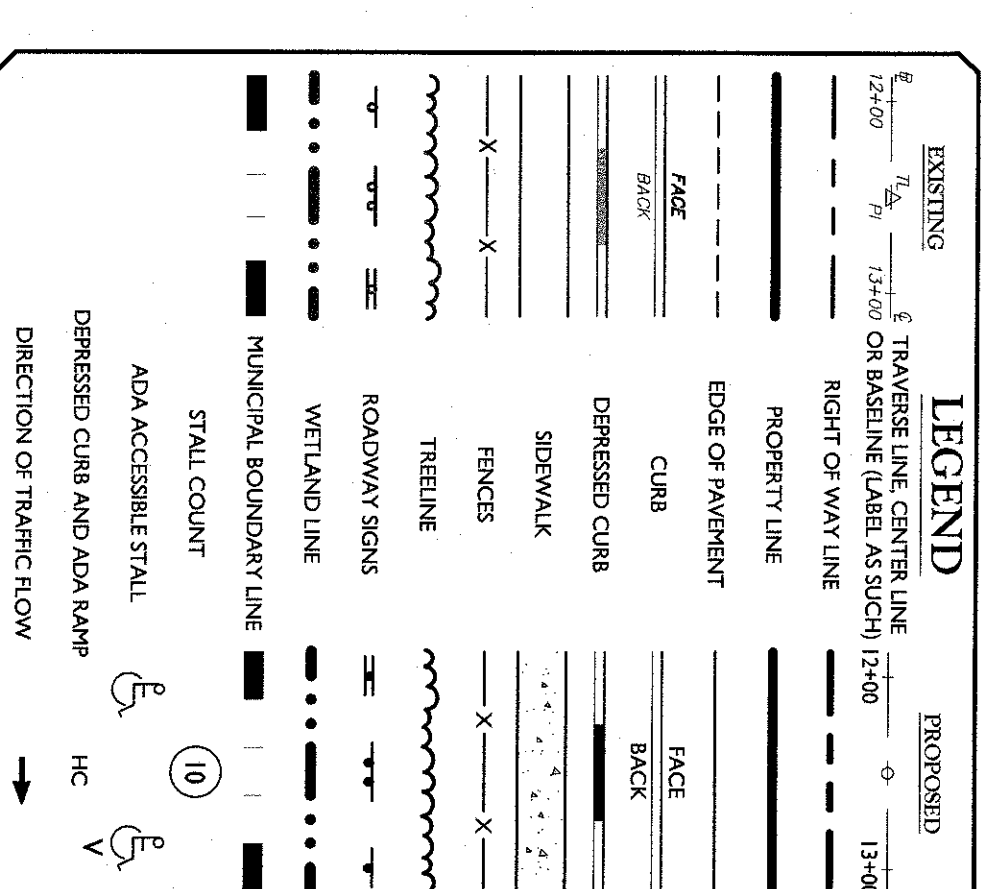 LEGEND
EXISTING
PROPOSED
12+00 TL PI 13+00
TRAVERSE LINE, CENTER LINE
OR BASELINE (LABEL AS SUCH)
12+00
13+00
RIGHT OF WAY LINE
PROPERTY LINE
EDGE OF PAVEMENT
FACE
BACK
CURB
FACE
BACK
DEPRESSED CURB
SIDEWALK
X X
FENCES
X X
TREELINE
ROADWAY SIGNS
WETLAND LINE
MUNICIPAL BOUNDARY LINE
STALL COUNT
10
ADA ACCESSIBLE STALL
V
DEPRESSED CURB AND ADA RAMP
HC
DIRECTION OF TRAFFIC FLOW